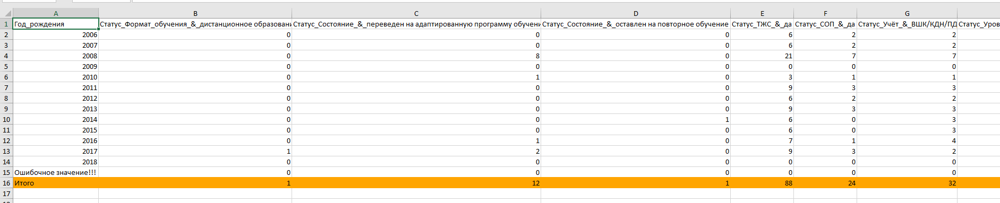 A B C D E F G
1 Год_рождения Статус_Формат_обучения_&_дистанционное образовани Статус_Состояние_&_переведен на адаптированную программу обучени Статус_Состояние_&_оставлен на повторное обучение Статус_ТЖС_&_да Статус_СОП_&_да Статус_Учёт_&_ВШК/КДН/ПД Статус_Уров
2 2006 0 0 0 6 2 2
3 2007 0 0 0 6 2 2
4 2008 0 8 0 21 7 7
5 2009 0 0 0 0 0 0
6 2010 0 1 0 3 1 1
7 2011 0 0 0 9 3 3
8 2012 0 0 0 6 2 2
9 2013 0 0 0 9 3 3
10 2014 0 0 1 6 0 3
11 2015 0 0 0 6 0 3
12 2016 0 1 0 7 1 4
13 2017 1 2 0 9 3 2
14 2018 0 0 0 0 0 0
15 Ошибочное значение!!! 0 0 0 0 0 0
16 Итого 1 12 1 88 24 32
17